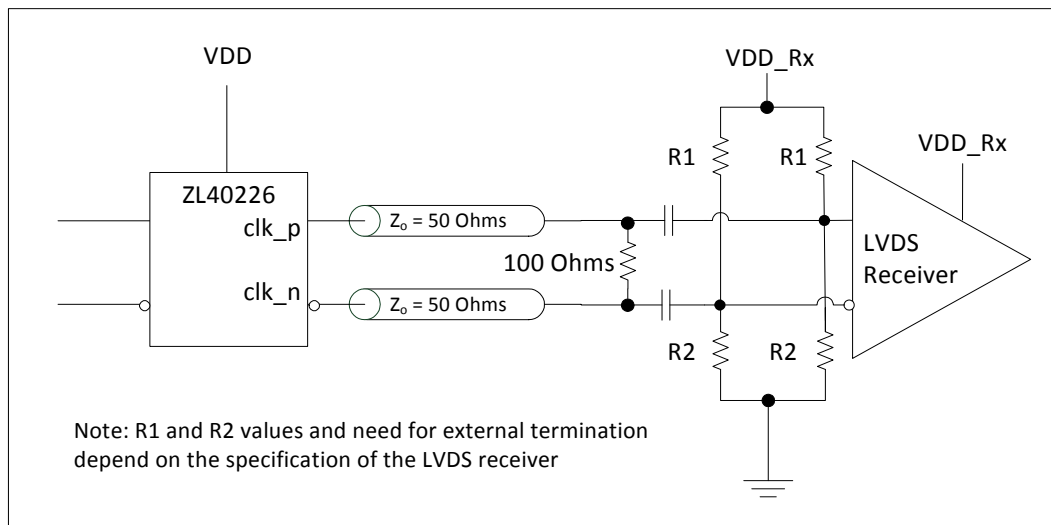 VDD
VDD_Rx
R1
R1
VDD_Rx
ZL40226
clk_p
Zo = 50 Ohms
LVDS
Receiver
100 Ohms
clk_n
Zo = 50 Ohms
R2
R2
Note: R1 and R2 values and need for external termination
depend on the specification of the LVDS receiver